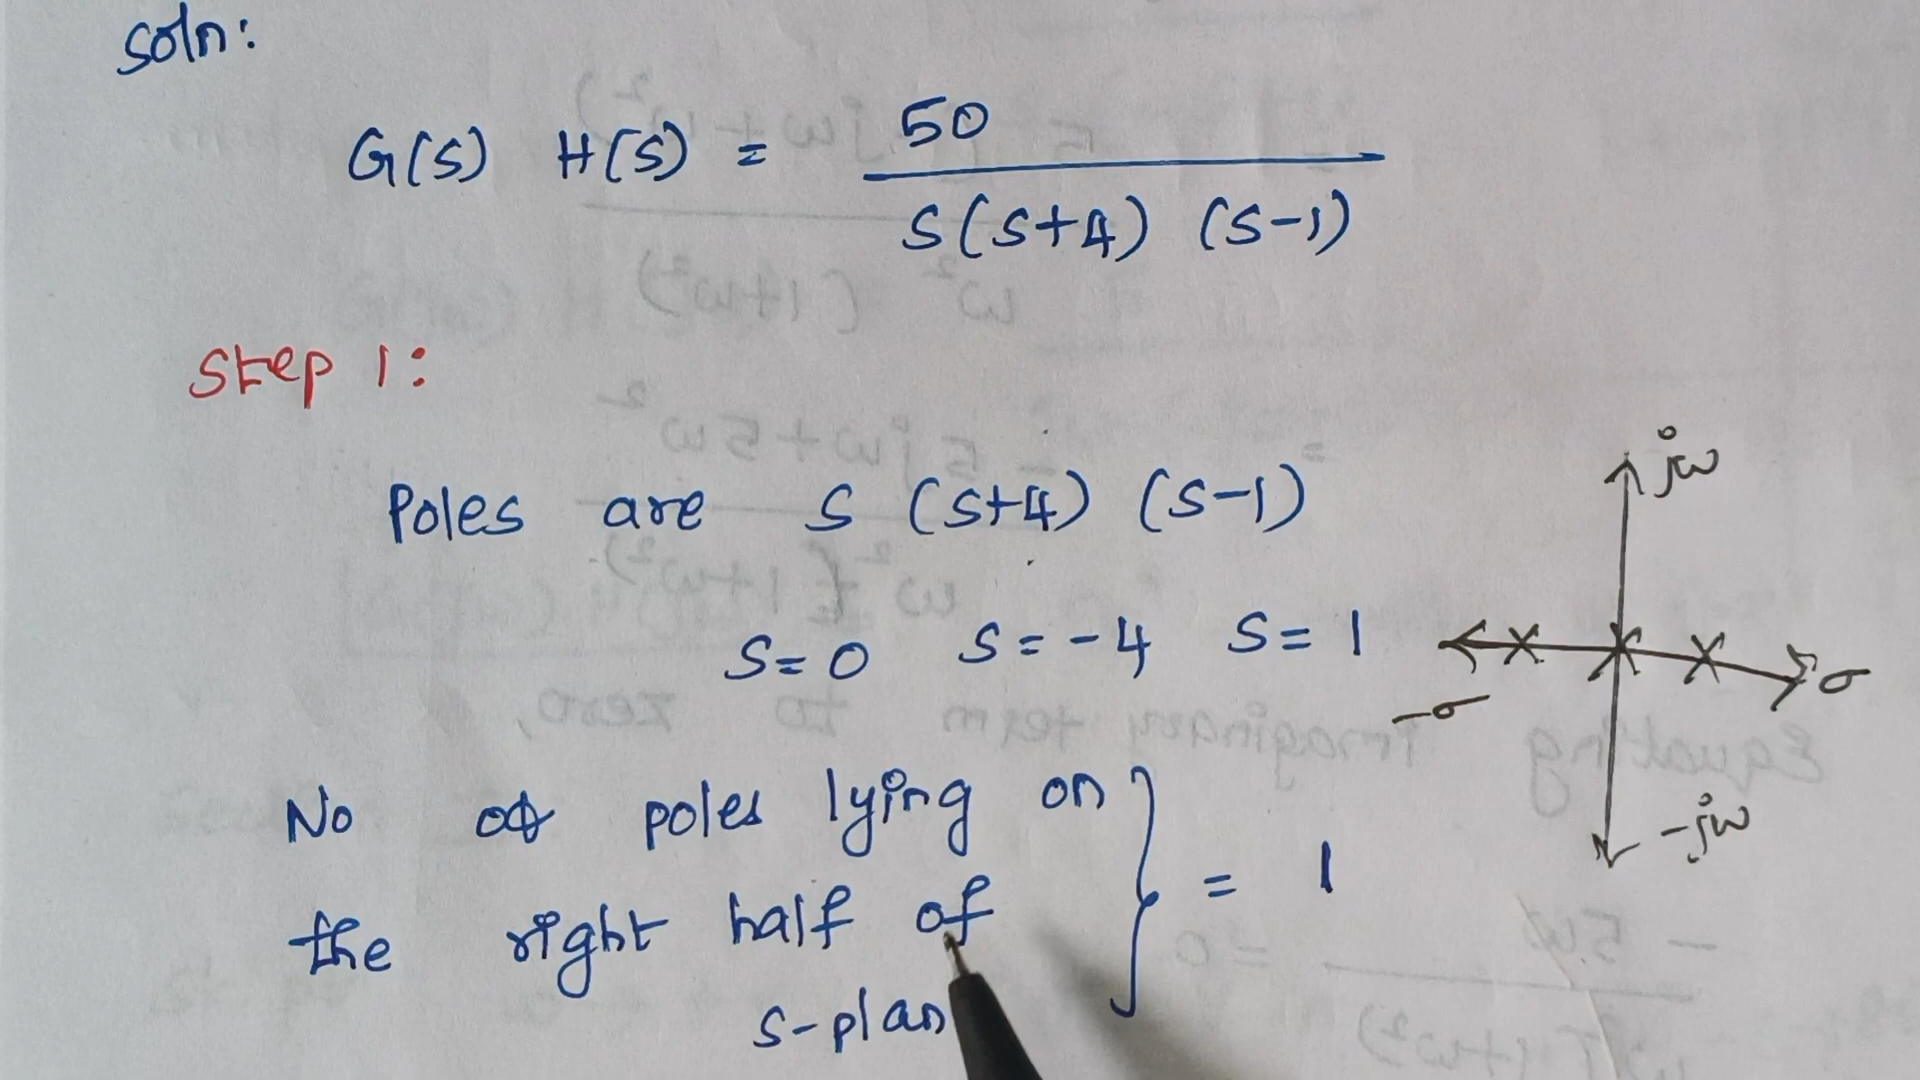 Soln:
G(s) H(s) = 50
S(S+4) (S-1)
Step 1:
Poles are S (S+4) (S-1)
S=0 S=-4 S=1
jω
σ
-σ
-jω
No of poles lying on
the right half of } = 1
s-plan